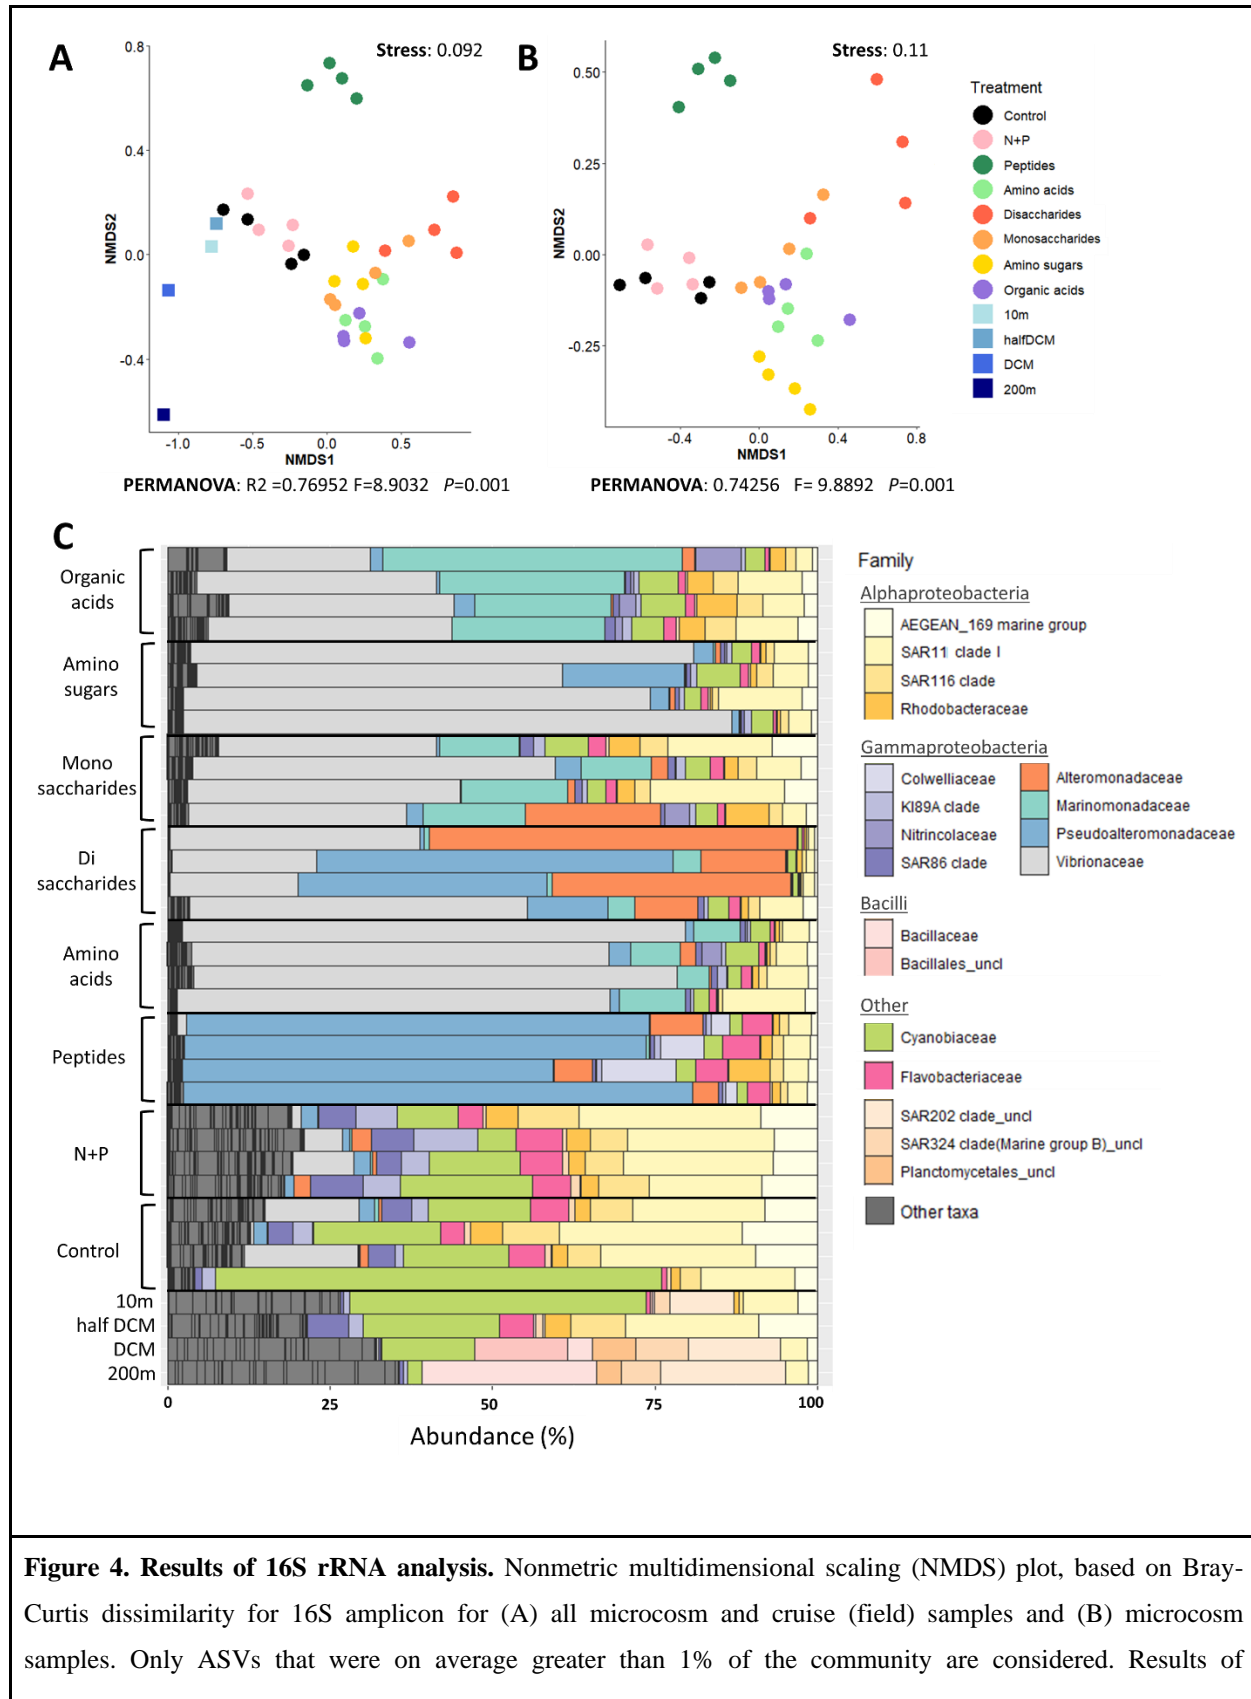 A
Stress: 0.092
0.8
0.4
0.0
-0.4
NMDS2
-1.0 -0.5 0.0 0.5
NMDS1
PERMANOVA: R2 =0.76952 F=8.9032 P=0.001
B
Stress: 0.11
0.50
0.25
0.00
-0.25
NMDS2
-0.4 0.0 0.4 0.8
NMDS1
PERMANOVA: 0.74256 F= 9.8892 P=0.001
Treatment
Control
N+P
Peptides
Amino acids
Disaccharides
Monosaccharides
Amino sugars
Organic acids
10m
halfDCM
DCM
200m
C
Organic
acids
Amino
sugars
Mono
saccharides
Di
saccharides
Amino
acids
Peptides
N+P
Control
10m
half DCM
DCM
200m
0 25 50 75 100
Abundance (%)
Family
Alphaproteobacteria
AEGEAN_169 marine group
SAR11 clade I
SAR116 clade
Rhodobacteraceae
Gammaproteobacteria
Colwelliaceae
KI89A clade
Nitrincolaceae
SAR86 clade
Alteromonadaceae
Marinomonadaceae
Pseudoalteromonadaceae
Vibrionaceae
Bacilli
Bacillaceae
Bacillales_uncl
Other
Cyanobiaceae
Flavobacteriaceae
SAR202 clade_uncl
SAR324 clade(Marine group B)_uncl
Planctomycetales_uncl
Other taxa
Figure 4. Results of 16S rRNA analysis. Nonmetric multidimensional scaling (NMDS) plot, based on Bray-
Curtis dissimilarity for 16S amplicon for (A) all microcosm and cruise (field) samples and (B) microcosm
samples. Only ASVs that were on average greater than 1% of the community are considered. Results of